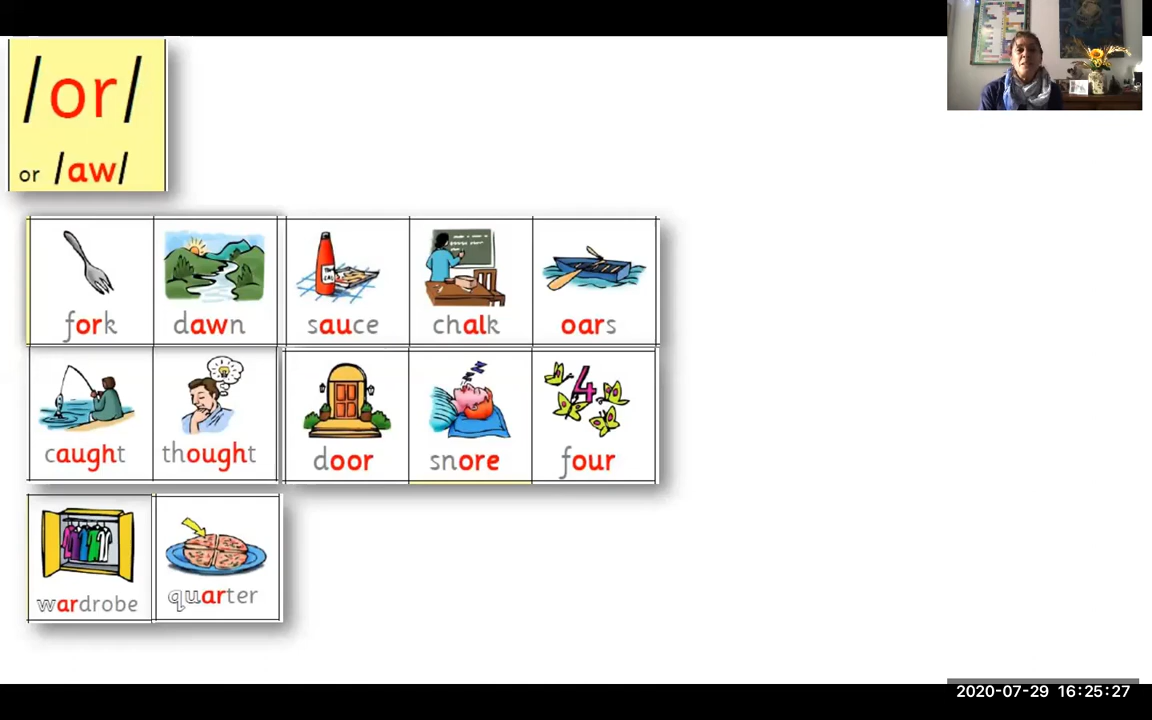 /or/
or /aw/
fork dawn sauce chalk oars
caught thought door snore four
4
wardrobe quarter
2020-07-29 16:25:27